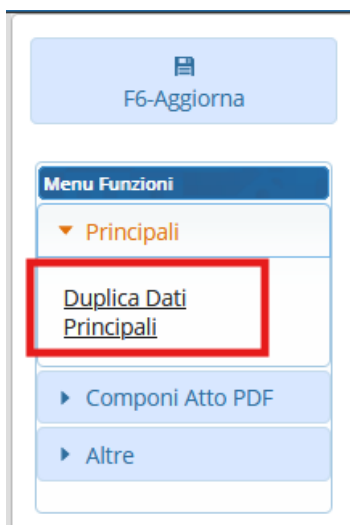 F6-Aggiorna
Menu Funzioni
Principali
Duplica Dati
Principali
Componi Atto PDF
Altre